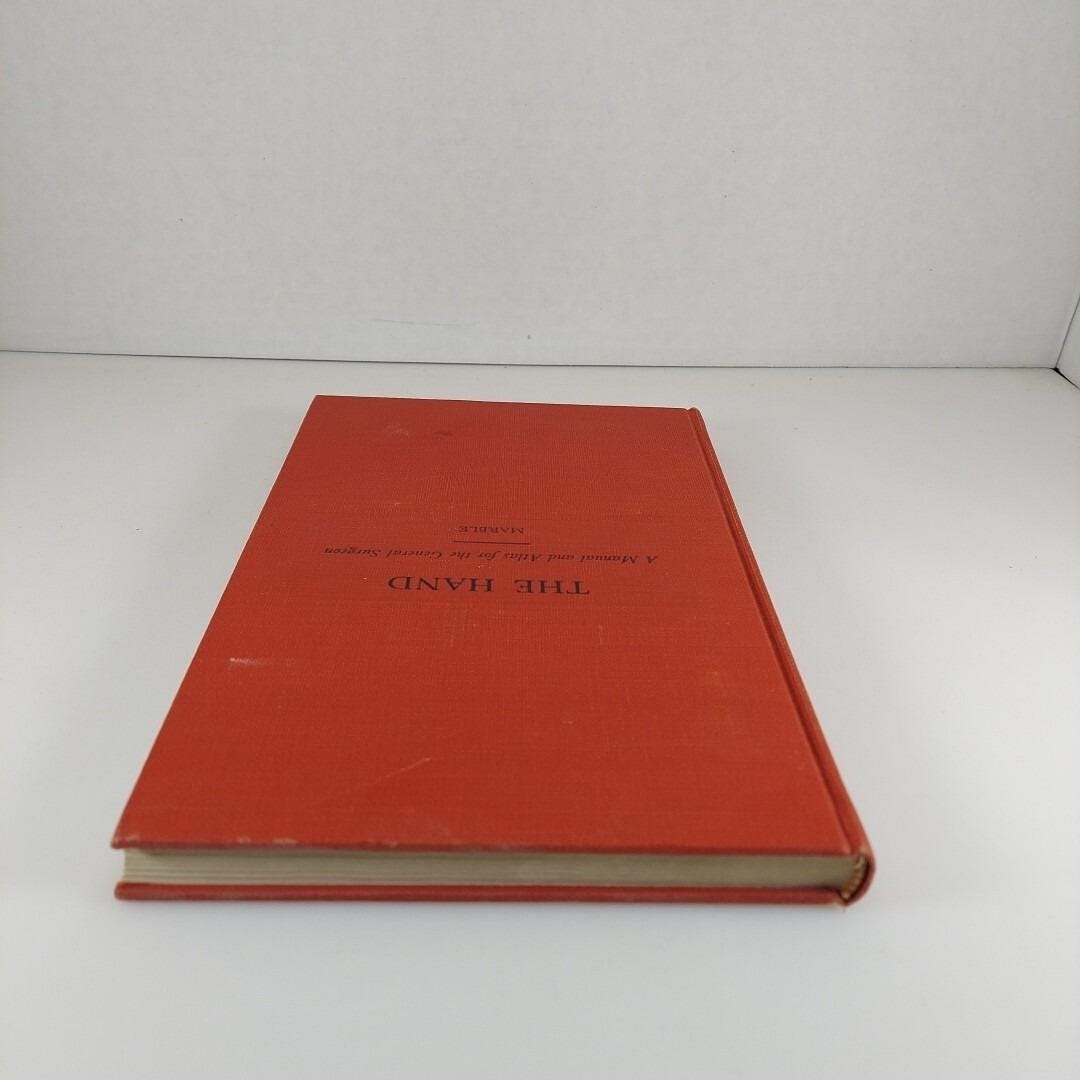 THE HAND
A Manual and Atlas for the General Surgeon
MARBLE